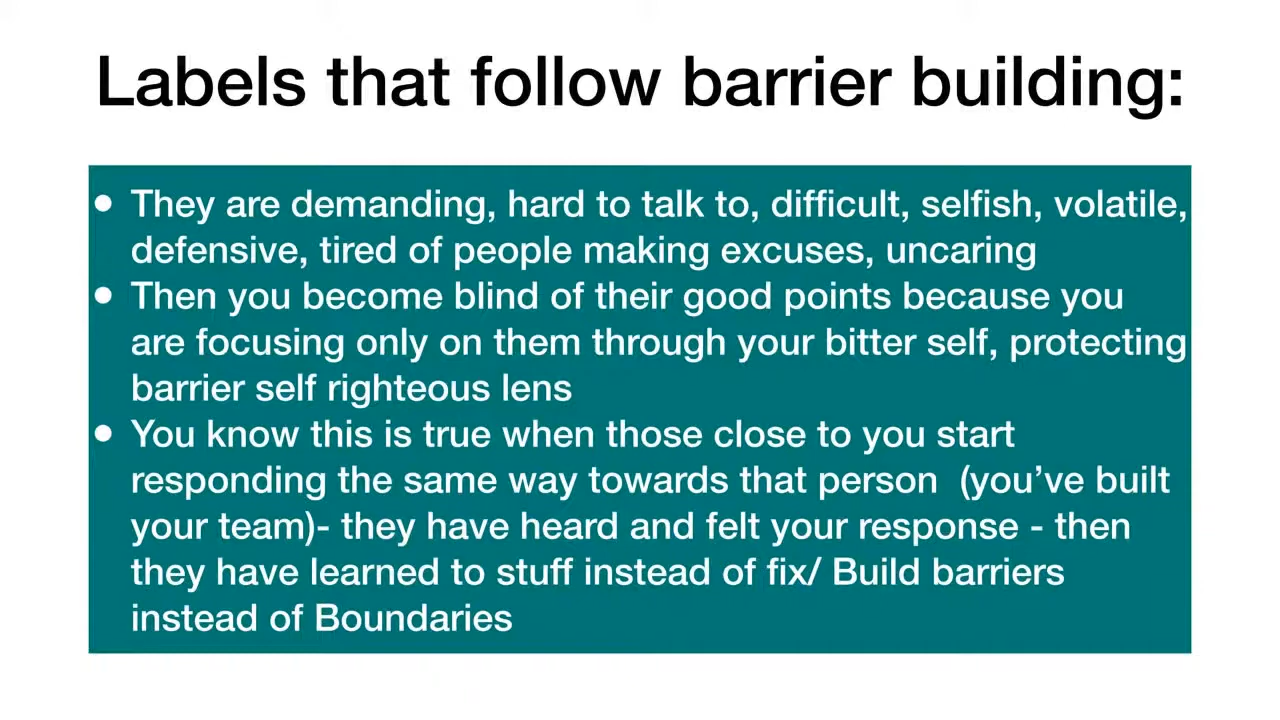 Labels that follow barrier building:
• They are demanding, hard to talk to, difficult, selfish, volatile,
defensive, tired of people making excuses, uncaring
• Then you become blind of their good points because you
are focusing only on them through your bitter self, protecting
barrier self righteous lens
• You know this is true when those close to you start
responding the same way towards that person  (you’ve built
your team)- they have heard and felt your response - then
they have learned to stuff instead of fix/ Build barriers
instead of Boundaries